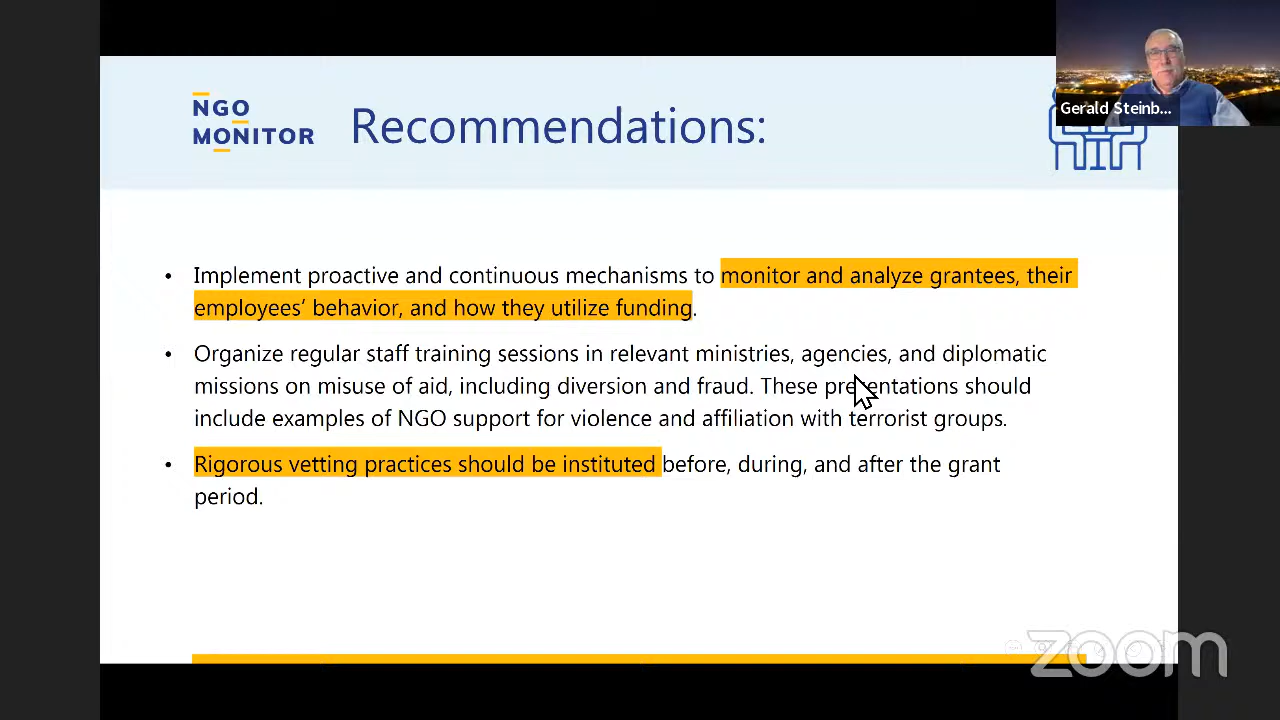 NGO
MONITOR
Recommendations:
Gerald Steinb...
• Implement proactive and continuous mechanisms to monitor and analyze grantees, their
employees’ behavior, and how they utilize funding.
• Organize regular staff training sessions in relevant ministries, agencies, and diplomatic
missions on misuse of aid, including diversion and fraud. These presentations should
include examples of NGO support for violence and affiliation with terrorist groups.
• Rigorous vetting practices should be instituted before, during, and after the grant
period.
zoom